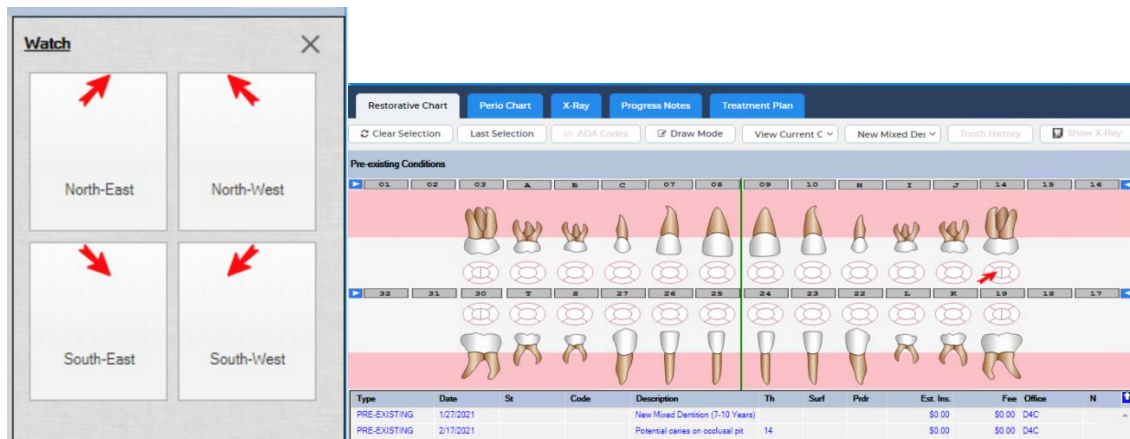 Watch
North-East North-West
South-East South-West
Restorative Chart Perio Chart X-Ray Progress Notes Treatment Plan
Clear Selection Last Selection </> ADA Codes Draw Mode View Current C New Mixed Der Tooth History Show X-Ray
Pre-existing Conditions
01 02 03 A B C 07 08 09 10 H I J 14 15 16
32 31 30 T S 27 26 25 24 23 22 L K 19 18 17
Type Date St Code Description Th Surf Prdr Est. Ins. Fee Office N
PRE-EXISTING 1/27/2021 New Mixed Dentition (7-10 Years) $0.00 $0.00 D4C
PRE-EXISTING 2/17/2021 Potential caries on occlusal pit 14 $0.00 $0.00 D4C